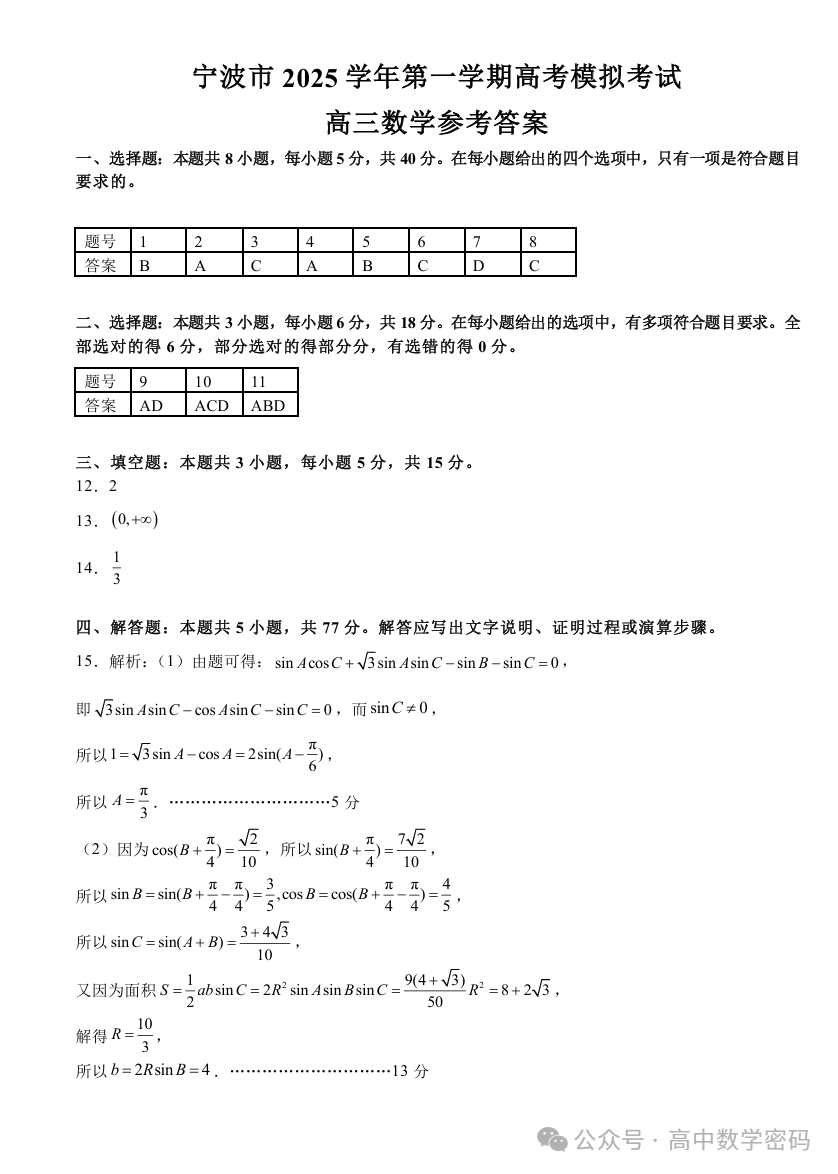 宁波市 2025 学年第一学期高考模拟考试
高三数学参考答案
一、选择题：本题共 8 小题，每小题 5 分，共 40 分。在每小题给出的四个选项中，只有一项是符合题目
要求的。
题号 1 2 3 4 5 6 7 8
答案 B A C A B C D C
二、选择题：本题共 3 小题，每小题 6 分，共 18 分。在每小题给出的选项中，有多项符合题目要求。全
部选对的得 6 分，部分选对的得部分分，有选错的得 0 分。
题号 9 10 11
答案 AD ACD ABD
三、填空题：本题共 3 小题，每小题 5 分，共 15 分。
12．2
13．(0,+∞)
14．1/3
四、解答题：本题共 5 小题，共 77 分。解答应写出文字说明、证明过程或演算步骤。
15．解析：（1）由题可得：sin A cos C + √3 sin A sin C − sin B − sin C = 0，
即 √3 sin A sin C − cos A sin C − sin C = 0，而 sin C ≠ 0，
所以 1 = √3 sin A − cos A = 2sin(A − π/6)，
所以 A = π/3．…………………………5 分
（2）因为 cos(B + π/4) = √2/10，所以 sin(B + π/4) = 7√2/10，
所以 sin B = sin(B + π/4 − π/4) = 3/5, cos B = cos(B + π/4 − π/4) = 4/5，
所以 sin C = sin(A + B) = (3+4√3)/10，
又因为面积 S = 1/2 ab sin C = 2R² sin A sin B sin C = 9(4+√3)/50 R² = 8 + 2√3，
解得 R = 10/3，
所以 b = 2R sin B = 4．…………………………13 分
公众号 · 高中数学密码